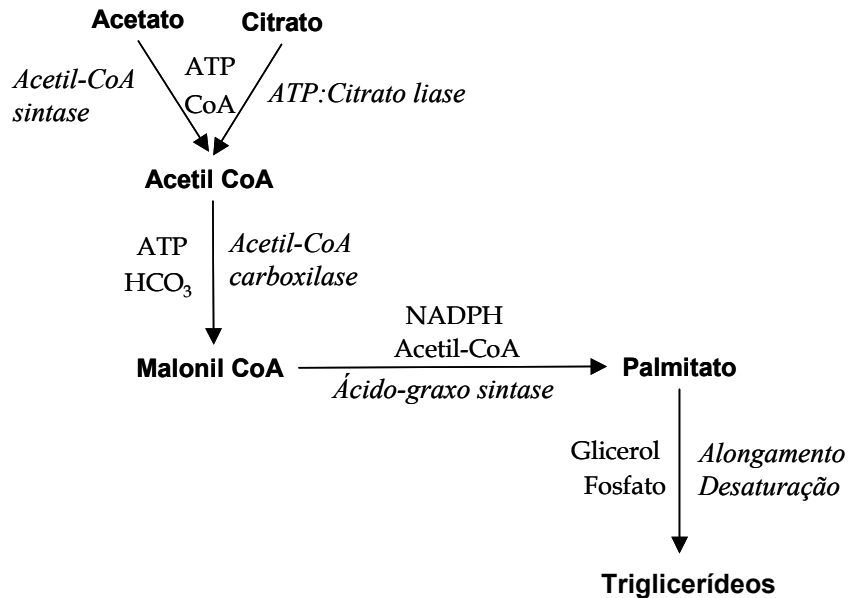 Acetato
Citrato
Acetil-CoA
sintase
ATP
CoA
ATP:Citrato liase
Acetil CoA
ATP
HCO₃
Acetil-CoA
carboxilase
NADPH
Acetil-CoA
Malonil CoA
Ácido-graxo sintase
Palmitato
Glicerol
Fosfato
Alongamento
Desaturação
Triglicerídeos